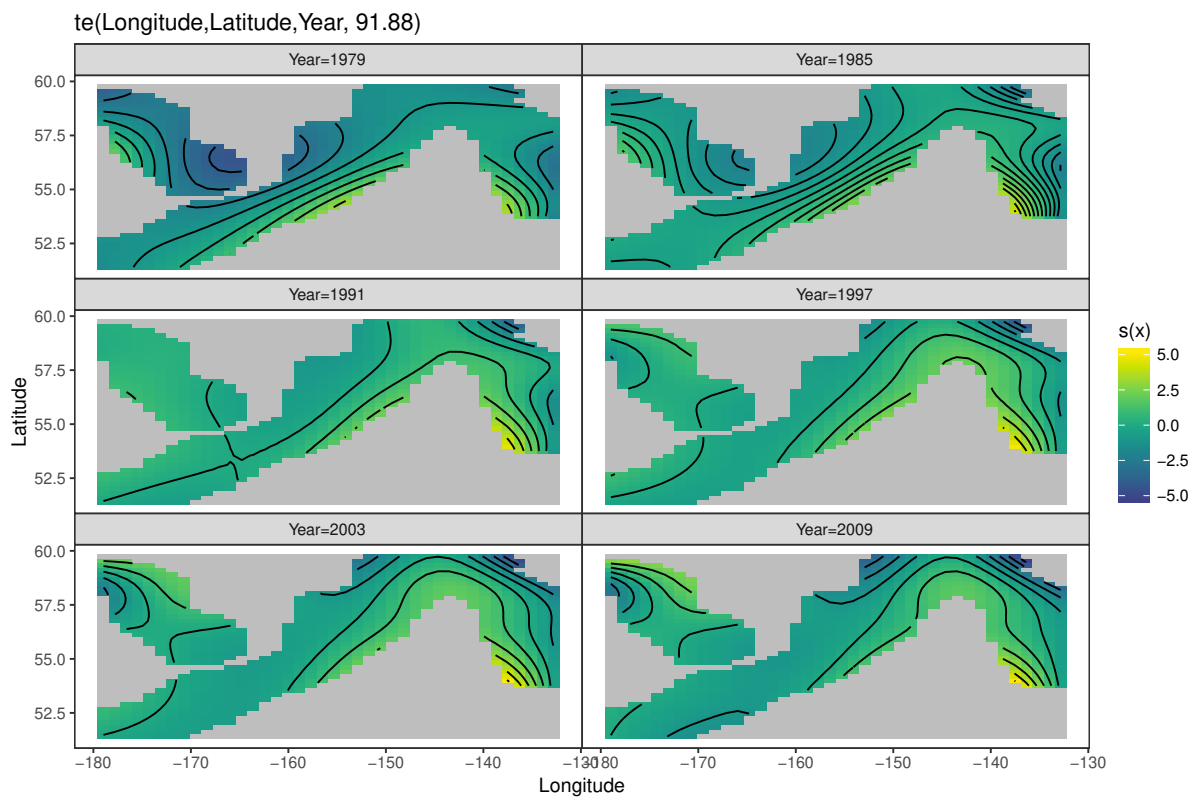 te(Longitude,Latitude,Year, 91.88)
Year=1979 Year=1985
60.0
57.5
55.0
52.5
Year=1991 Year=1997
60.0
57.5
55.0
52.5
Year=2003 Year=2009
60.0
57.5
55.0
52.5
Latitude
−180 −170 −160 −150 −140 −130 −180 −170 −160 −150 −140 −130
Longitude
s(x)
5.0
2.5
0.0
−2.5
−5.0